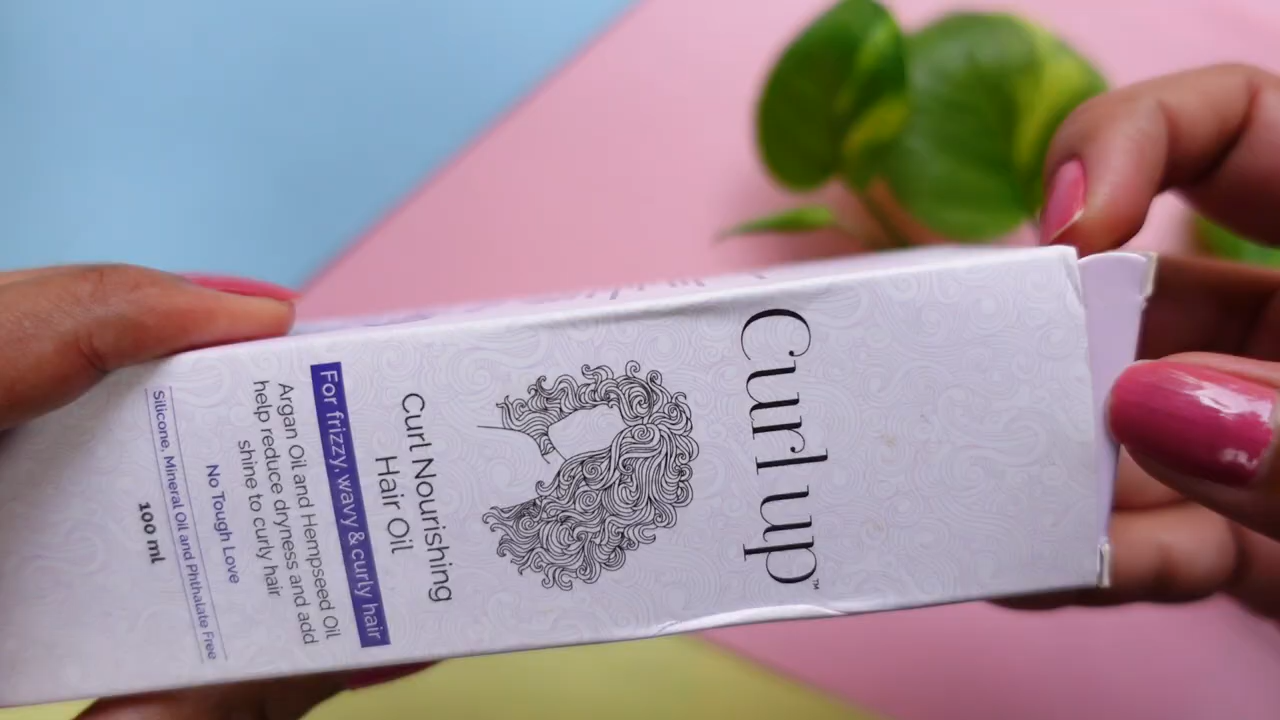 Curl up™
Curl Nourishing
Hair Oil
For frizzy, wavy & curly hair
Argan Oil and Hempseed Oil
help reduce dryness and add
shine to curly hair
No Tough Love
Silicone, Mineral Oil and Phthalate Free
100 ml